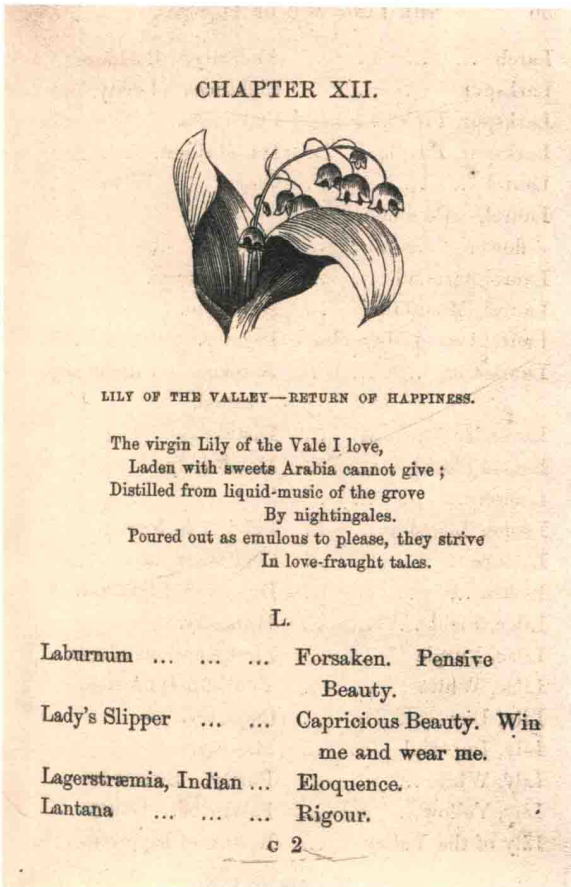 CHAPTER XII.
LILY OF THE VALLEY—RETURN OF HAPPINESS.
The virgin Lily of the Vale I love,
Laden with sweets Arabia cannot give ;
Distilled from liquid-music of the grove
By nightingales.
Poured out as emulous to please, they strive
In love-fraught tales.
L.
Laburnum ... ... ... Forsaken. Pensive
Beauty.
Lady's Slipper ... ... Capricious Beauty. Win
me and wear me.
Lagerstræmia, Indian ... Eloquence.
Lantana ... ... ... Rigour.
C 2